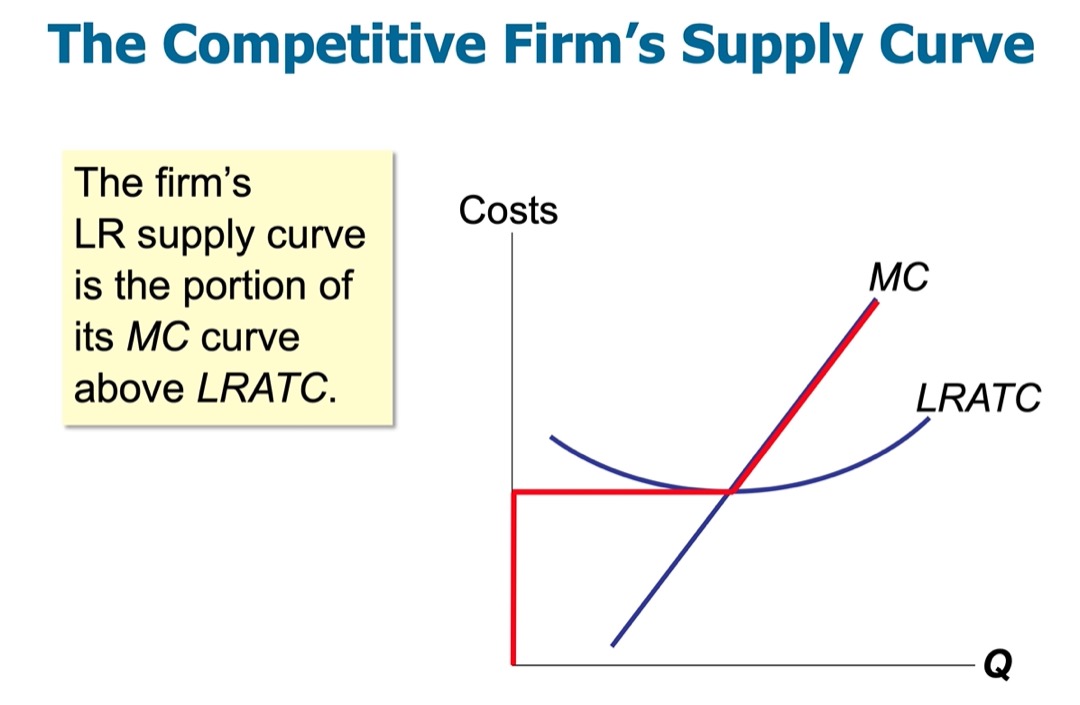 The Competitive Firm’s Supply Curve
The firm’s
LR supply curve
is the portion of
its MC curve
above LRATC.
Costs
MC
LRATC
Q